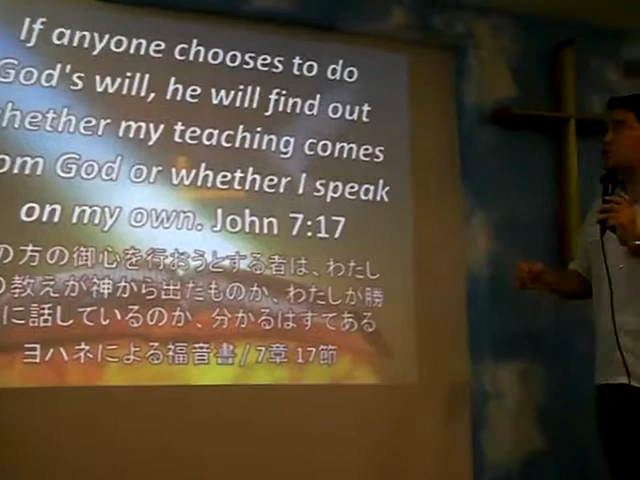 If anyone chooses to do
God's will, he will find out
whether my teaching comes
om God or whether I speak
on my own. John 7:17
の方の御心を行おうとする者は、わたし
の教えが神から出たものか、わたしが勝
に話しているのか、分かるはずである
ヨハネによる福音書/7章 17節